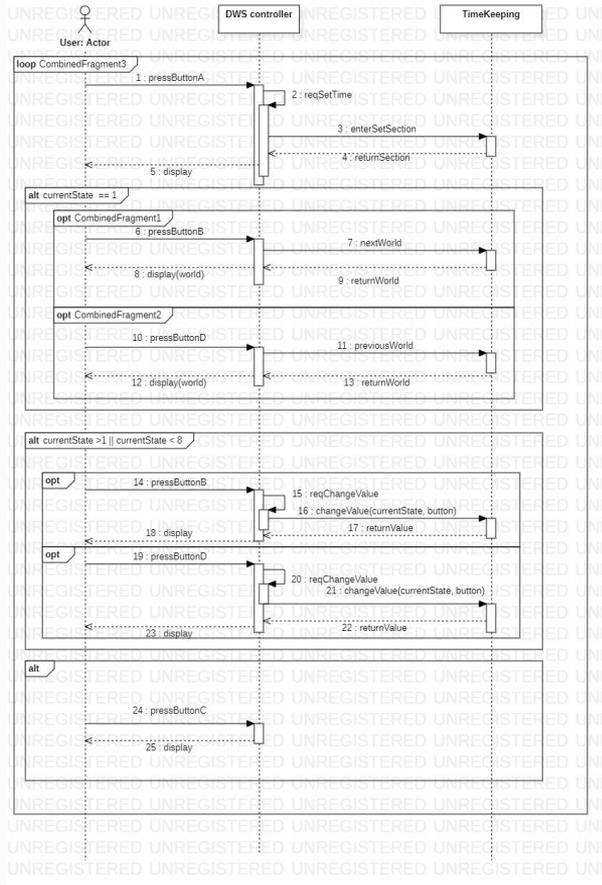 DWS controller
TimeKeeping
User: Actor
loop CombinedFragment3
1 : pressButtonA
2 : reqSetTime
3 : enterSetSection
4 : returnSection
5 : display
alt currentState == 1
opt CombinedFragment1
6 : pressButtonB
7 : nextWorld
8 : display(world)
9 : returnWorld
opt CombinedFragment2
10 : pressButtonD
11 : previousWorld
12 : display(world)
13 : returnWorld
alt currentState >1 || currentState < 8
opt
14 : pressButtonB
15 : reqChangeValue
16 : changeValue(currentState, button)
17 : returnValue
18 : display
opt
19 : pressButtonD
20 : reqChangeValue
21 : changeValue(currentState, button)
22 : returnValue
23 : display
alt
24 : pressButtonC
25 : display
UNREGISTERED